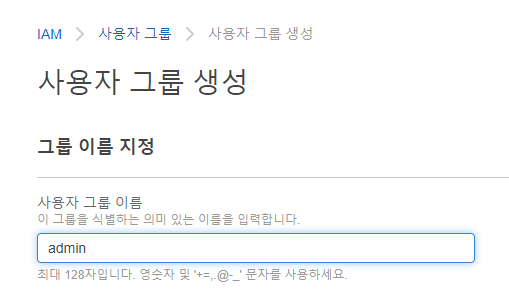 IAM > 사용자 그룹 > 사용자 그룹 생성
사용자 그룹 생성
그룹 이름 지정
사용자 그룹 이름
이 그룹을 식별하는 의미 있는 이름을 입력합니다.
admin
최대 128자입니다. 영숫자 및 '+=,.@-_' 문자를 사용하세요.